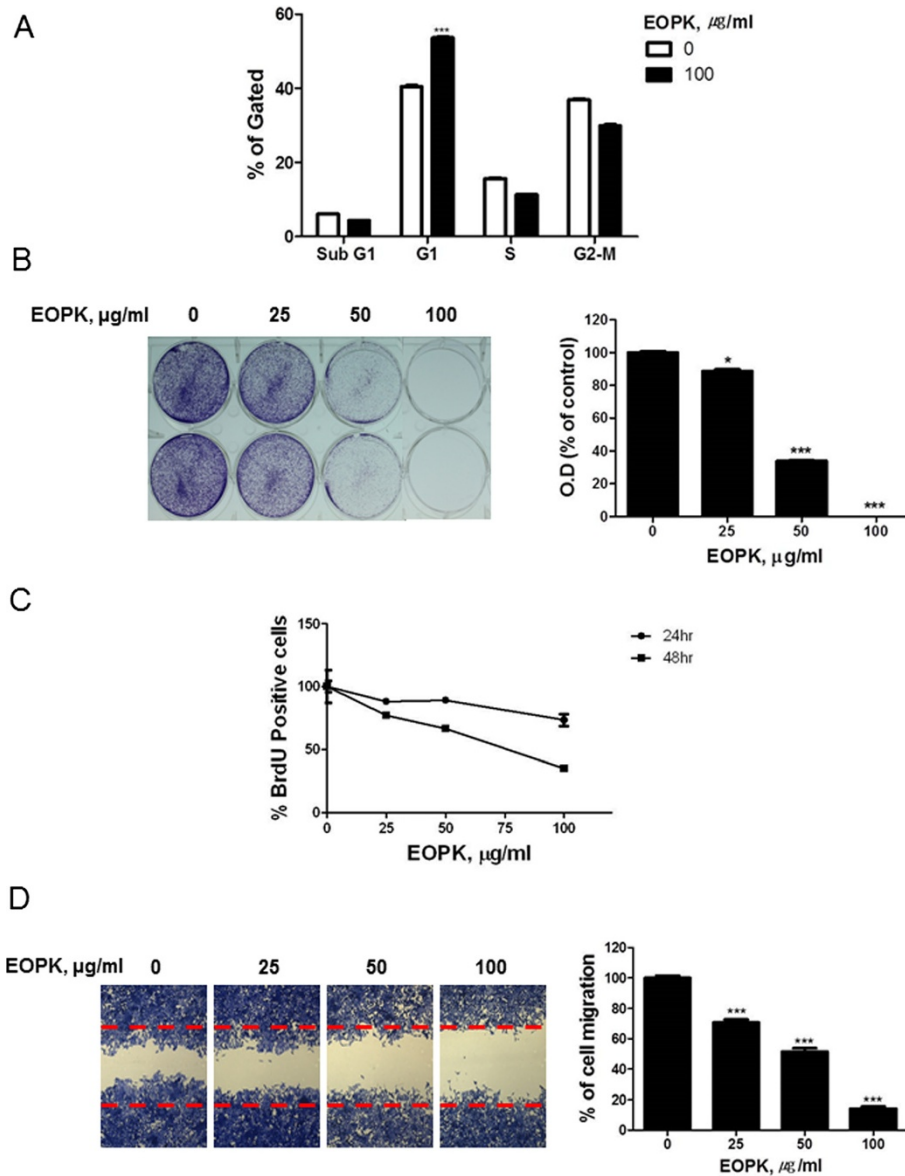 A
EOPK, µg/ml
0
100
% of Gated
60
40
20
0
***
Sub G1 G1 S G2-M
B
EOPK, µg/ml 0 25 50 100
O.D (% of control)
120
100
80
60
40
20
0
*
***
***
0 25 50 100
EOPK, µg/ml
C
% BrdU Positive cells
150
100
50
0
24hr
48hr
0 25 50 75 100
EOPK, µg/ml
D
EOPK, µg/ml 0 25 50 100
% of cell migration
120
100
80
60
40
20
0
***
***
***
0 25 50 100
EOPK, µg/ml